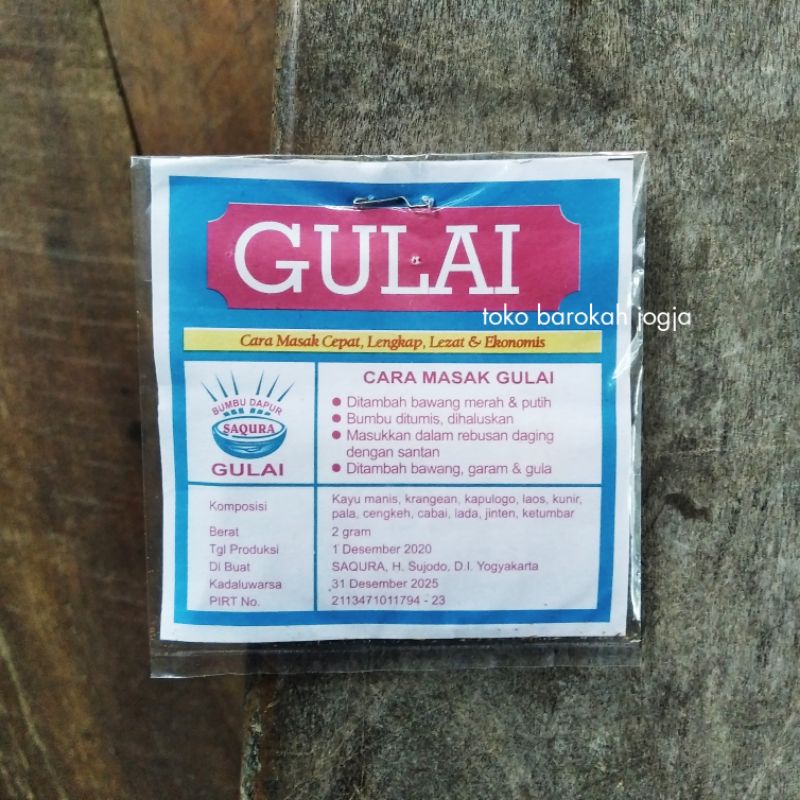 GULAI
toko barokah jogja
Cara Masak Cepat, Lengkap, Lezat & Ekonomis
BUMBU DAPUR
SAQURA
GULAI
CARA MASAK GULAI
● Ditambah bawang merah & putih
● Bumbu ditumis, dihaluskan
● Masukkan dalam rebusan daging
dengan santan
● Ditambah bawang, garam & gula
Komposisi Kayu manis, krangean, kapulogo, laos, kunir,
pala, cengkeh, cabai, lada, jinten, ketumbar
Berat 2 gram
Tgl Produksi 1 Desember 2020
Di Buat SAQURA, H. Sujodo, D.I. Yogyakarta
Kadaluwarsa 31 Desember 2025
PIRT No. 2113471011794 - 23